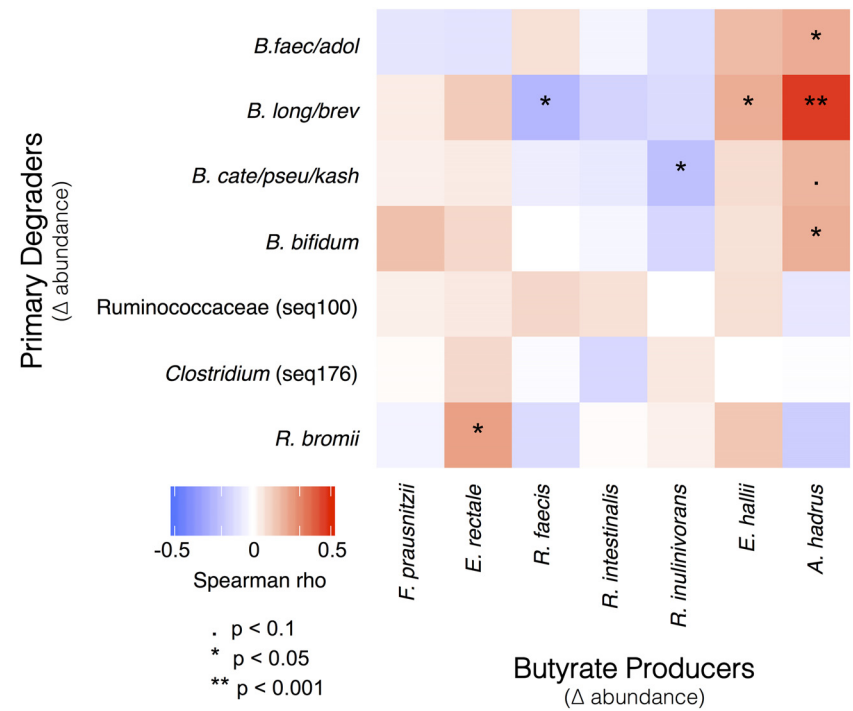 B.faec/adol
*
B. long/brev
* * **
B. cate/pseu/kash
* .
B. bifidum
*
Ruminococcaceae (seq100)
Clostridium (seq176)
R. bromii
*
Primary Degraders
(Δ abundance)
F. prausnitzii
E. rectale
R. faecis
R. intestinalis
R. inulinivorans
E. hallii
A. hadrus
-0.5 0 0.5
Spearman rho
. p < 0.1
* p < 0.05
** p < 0.001
Butyrate Producers
(Δ abundance)